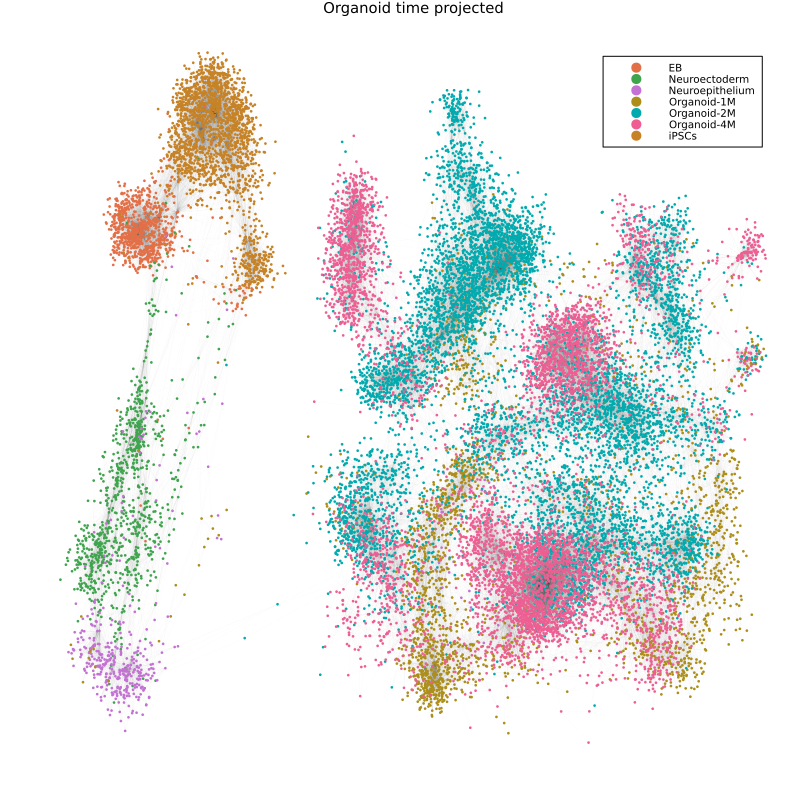 Organoid time projected
EB
Neuroectoderm
Neuroepithelium
Organoid-1M
Organoid-2M
Organoid-4M
iPSCs